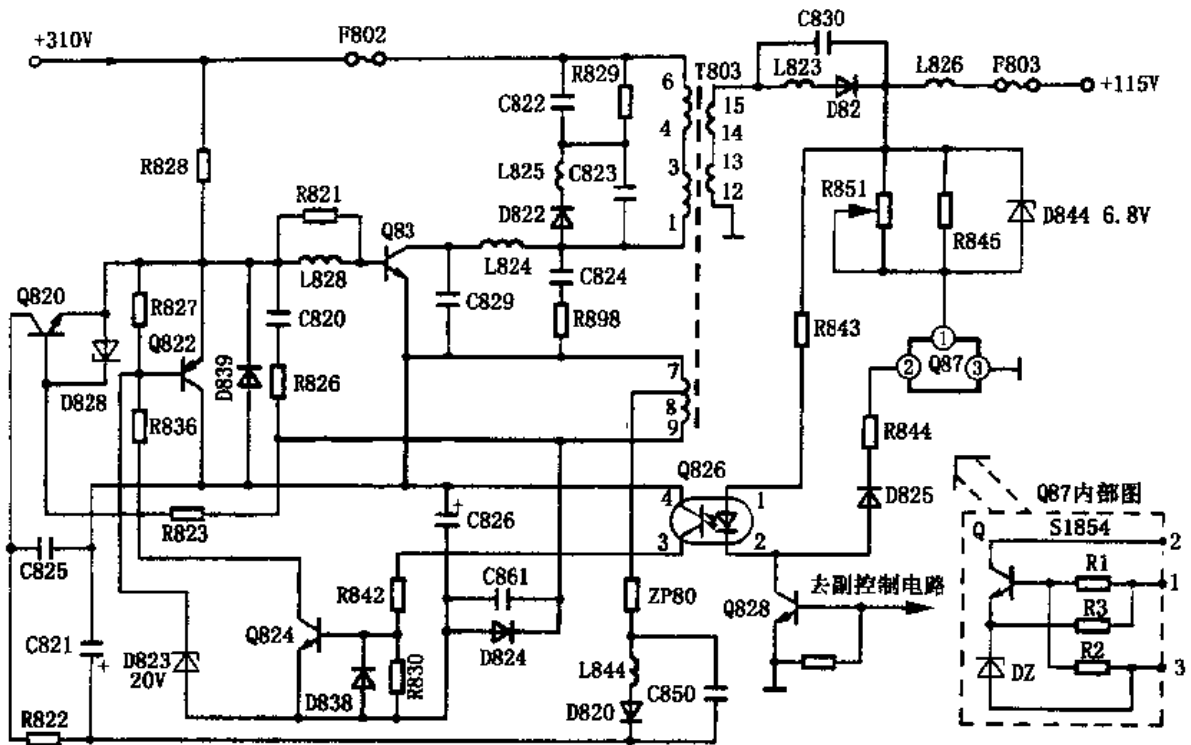 +310V
F802
C830
R829
T803
L823
L826
F803
+115V
6
15
C822
D82
4
14
R828
L825
C823
3
13
12
R821
R851
D822
1
R845
D844 6.8V
Q83
L828
L824
C824
Q820
R827
C820
C829
R898
R843
1
Q822
2
Q87
3
D839
R826
7
D828
8
R844
R836
9
Q826
4
1
D825
Q87内部图
R823
C826
3
2
Q
S1854
2
C825
R842
C861
ZP80
去副控制电路
R1
1
Q828
R3
Q824
D824
C821
D823
20V
L844
R2
DZ
3
+
+
D838
R830
C850
D820
R822